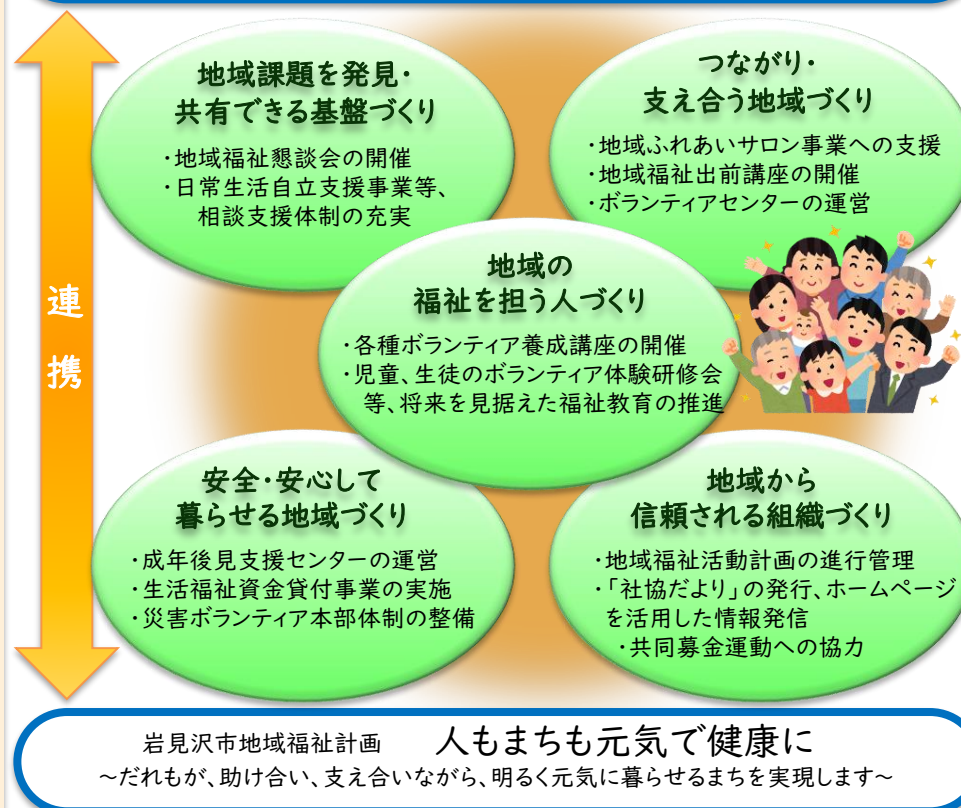 地域課題を発見・
共有できる基盤づくり
・地域福祉懇談会の開催
・日常生活自立支援事業等、
相談支援体制の充実
つながり・
支え合う地域づくり
・地域ふれあいサロン事業への支援
・地域福祉出前講座の開催
・ボランティアセンターの運営
連
携
地域の
福祉を担う人づくり
・各種ボランティア養成講座の開催
・児童、生徒のボランティア体験研修会
等、将来を見据えた福祉教育の推進
安全・安心して
暮らせる地域づくり
・成年後見支援センターの運営
・生活福祉資金貸付事業の実施
・災害ボランティア本部体制の整備
地域から
信頼される組織づくり
・地域福祉活動計画の進行管理
・「社協だより」の発行、ホームページ
を活用した情報発信
・共同募金運動への協力
岩見沢市地域福祉計画 人もまちも元気で健康に
~だれもが、助け合い、支え合いながら、明るく元気に暮らせるまちを実現します~